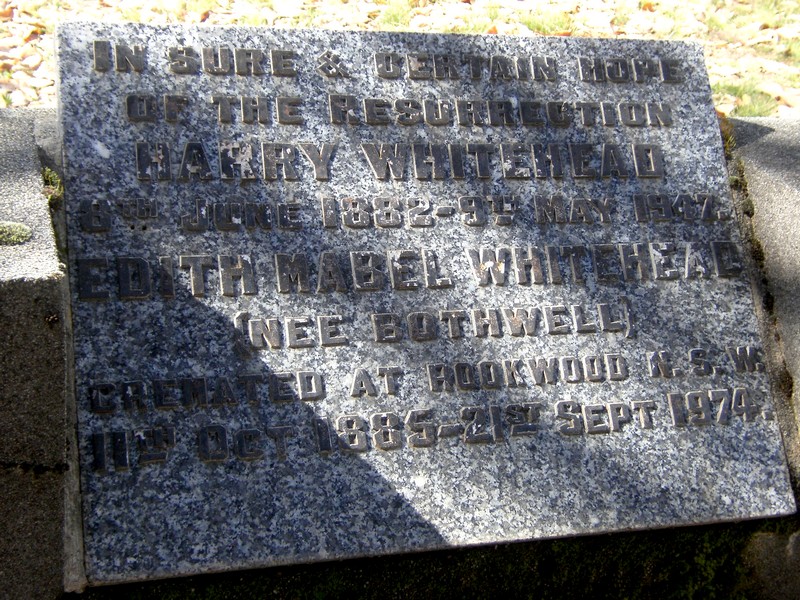 IN SURE & CERTAIN HOPE
OF THE RESURRECTION
HARRY WHITEHEAD
8TH JUNE 1882-9TH MAY 1947.
EDITH MABEL WHITEHEAD
(NEE BOTHWELL)
CREMATED AT ROOKWOOD N.S.W.
11TH OCT 1885-21ST SEPT 1974.